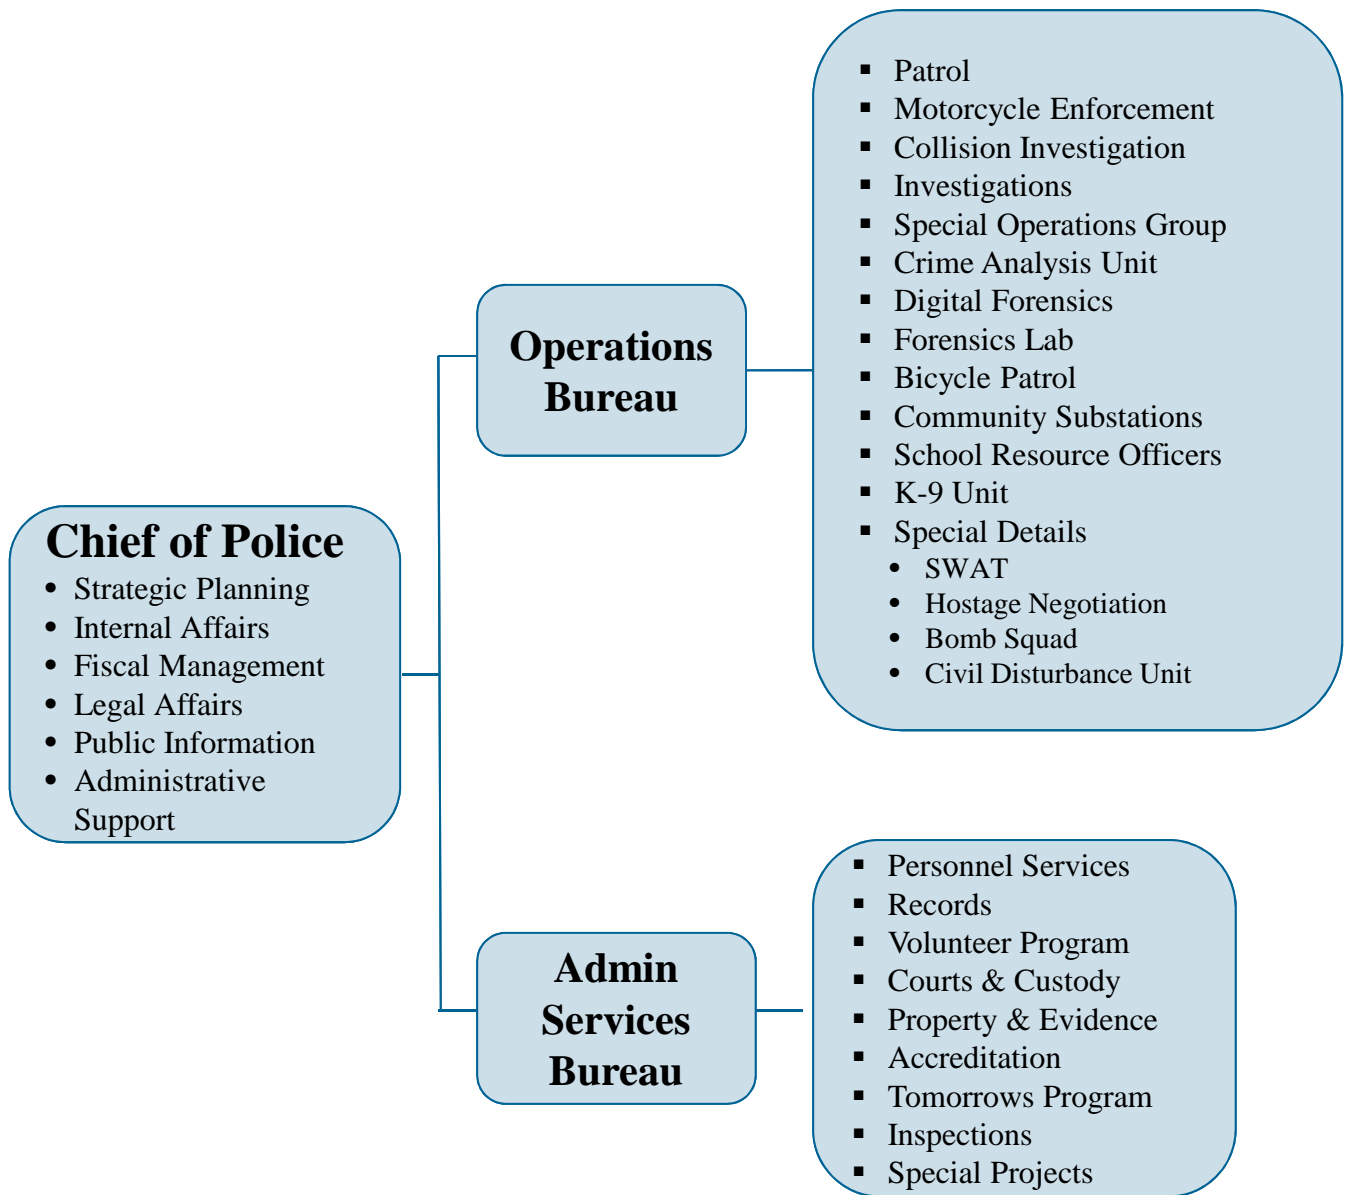 Chief of Police
• Strategic Planning
• Internal Affairs
• Fiscal Management
• Legal Affairs
• Public Information
• Administrative
Support
Operations
Bureau
▪ Patrol
▪ Motorcycle Enforcement
▪ Collision Investigation
▪ Investigations
▪ Special Operations Group
▪ Crime Analysis Unit
▪ Digital Forensics
▪ Forensics Lab
▪ Bicycle Patrol
▪ Community Substations
▪ School Resource Officers
▪ K-9 Unit
▪ Special Details
• SWAT
• Hostage Negotiation
• Bomb Squad
• Civil Disturbance Unit
Admin
Services
Bureau
▪ Personnel Services
▪ Records
▪ Volunteer Program
▪ Courts & Custody
▪ Property & Evidence
▪ Accreditation
▪ Tomorrows Program
▪ Inspections
▪ Special Projects